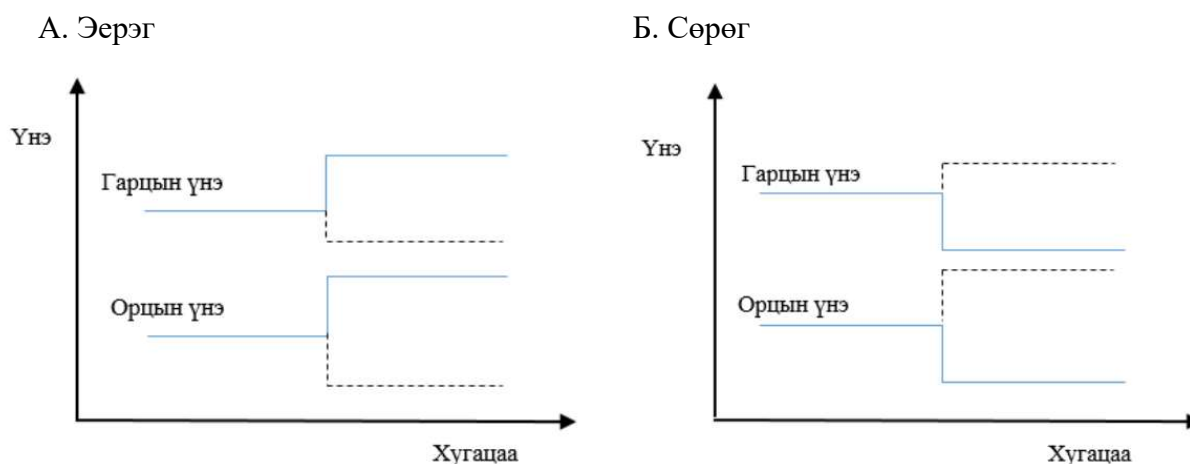 А. Эерэг
Үнэ
Гарцын үнэ
Орцын үнэ
Хугацаа
Б. Сөрөг
Үнэ
Гарцын үнэ
Орцын үнэ
Хугацаа